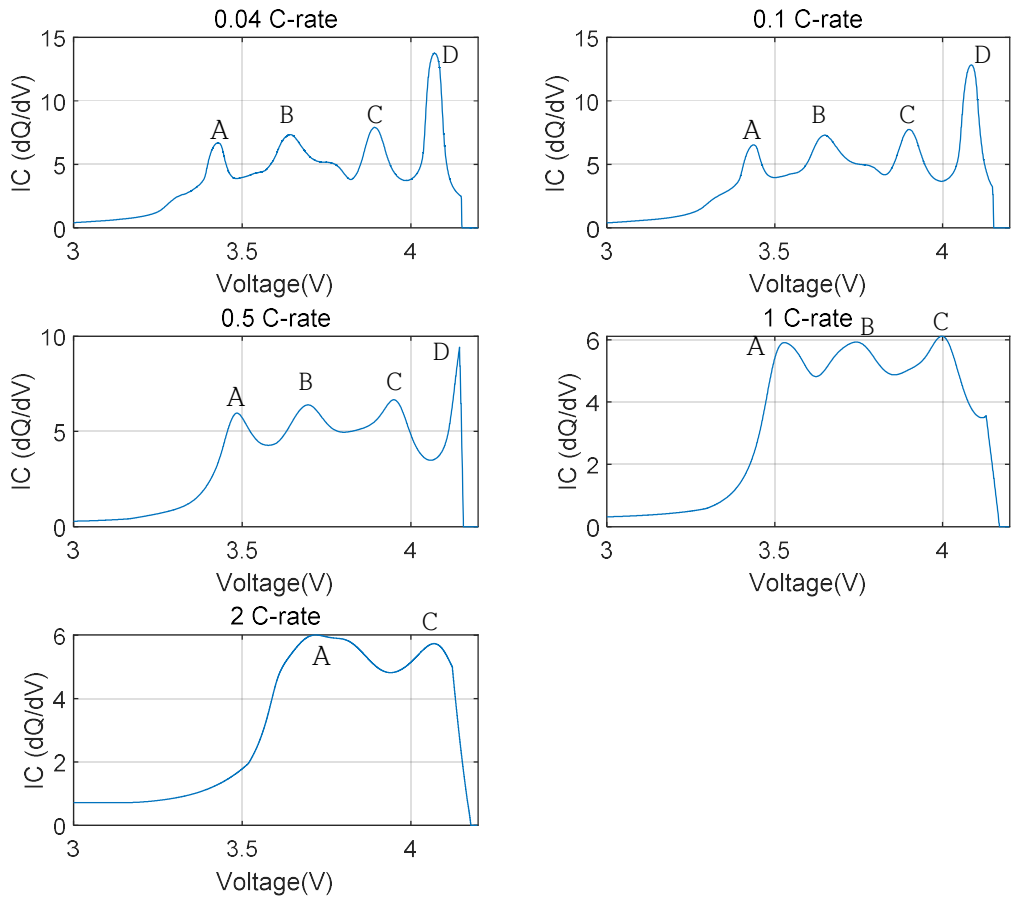 0.04 C-rate
15
10
5
0
IC (dQ/dV)
A
B
C
D
3
3.5
4
Voltage(V)
0.1 C-rate
15
10
5
0
IC (dQ/dV)
A
B
C
D
3
3.5
4
Voltage(V)
0.5 C-rate
10
5
0
IC (dQ/dV)
A
B
C
D
3
3.5
4
Voltage(V)
1 C-rate
6
4
2
0
IC (dQ/dV)
A
B
C
3
3.5
4
Voltage(V)
2 C-rate
6
4
2
0
IC (dQ/dV)
A
C
3
3.5
4
Voltage(V)